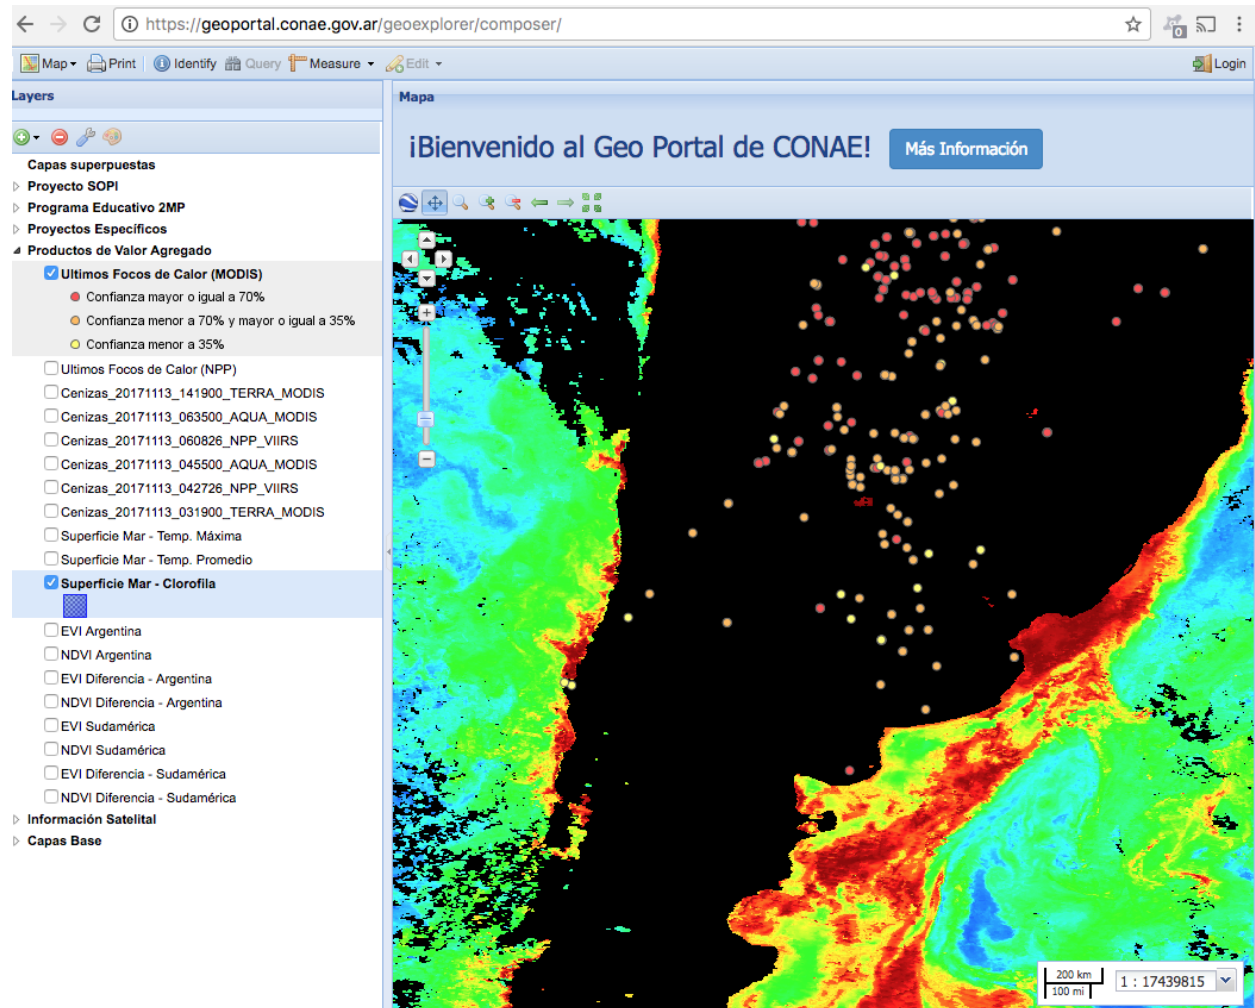 https://geoportal.conae.gov.ar/geoexplorer/composer/
0
Map Print Identify Query Measure Edit Login
Layers
Capas superpuestas
Proyecto SOPI
Programa Educativo 2MP
Proyectos Específicos
Productos de Valor Agregado
Ultimos Focos de Calor (MODIS)
Confianza mayor o igual a 70%
Confianza menor a 70% y mayor o igual a 35%
Confianza menor a 35%
Ultimos Focos de Calor (NPP)
Cenizas_20171113_141900_TERRA_MODIS
Cenizas_20171113_063500_AQUA_MODIS
Cenizas_20171113_060826_NPP_VIIRS
Cenizas_20171113_045500_AQUA_MODIS
Cenizas_20171113_042726_NPP_VIIRS
Cenizas_20171113_031900_TERRA_MODIS
Superficie Mar - Temp. Máxima
Superficie Mar - Temp. Promedio
Superficie Mar - Clorofila
EVI Argentina
NDVI Argentina
EVI Diferencia - Argentina
NDVI Diferencia - Argentina
EVI Sudamérica
NDVI Sudamérica
EVI Diferencia - Sudamérica
NDVI Diferencia - Sudamérica
Información Satelital
Capas Base
Mapa
¡Bienvenido al Geo Portal de CONAE! Más Información
200 km
100 mi
1 : 17439815